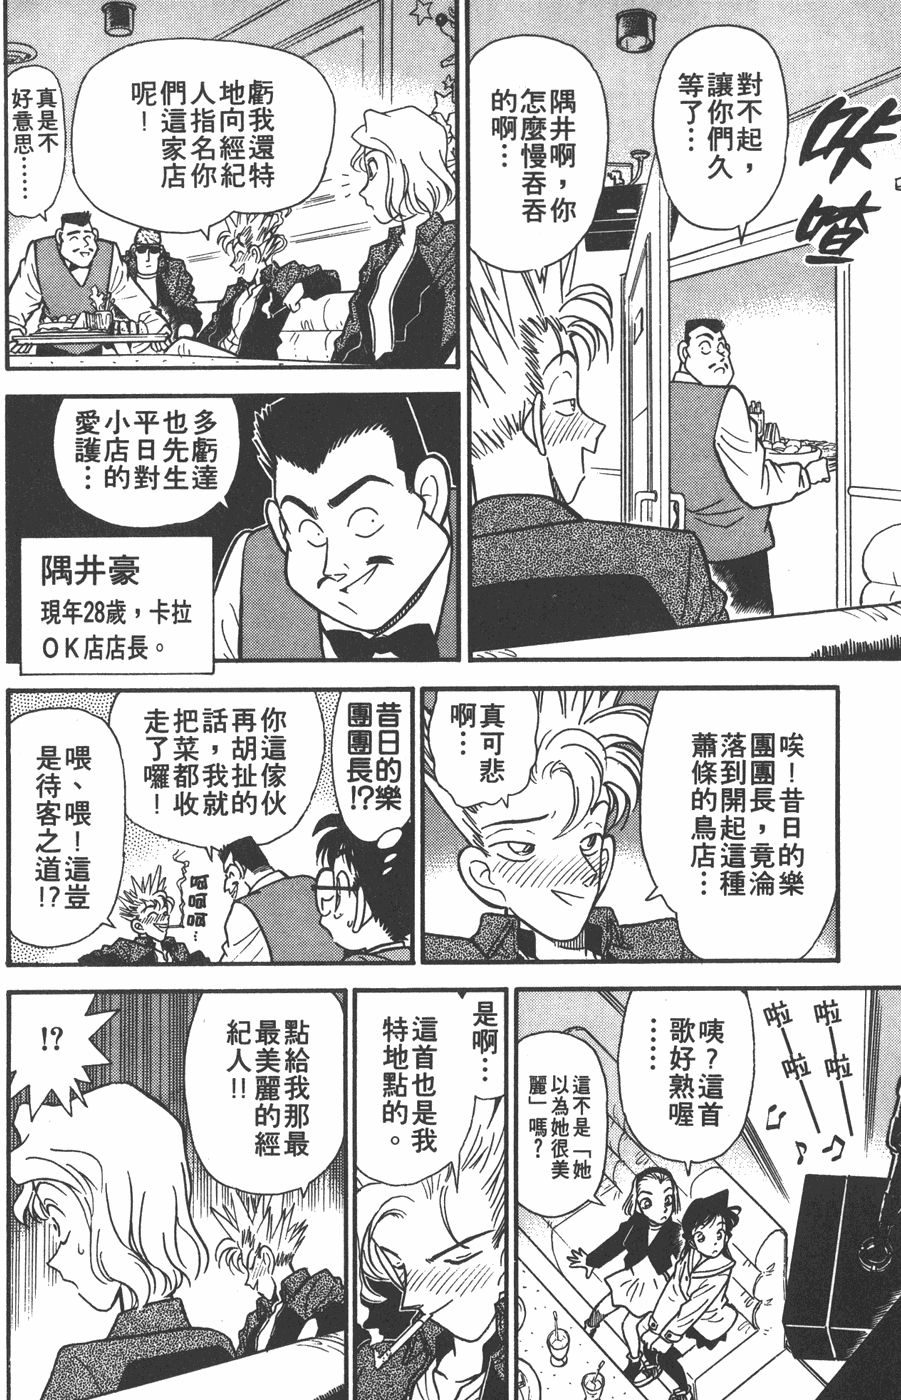 咔
喳
對不起，
讓你們久
等了…
隅井啊，你
怎麼慢吞吞
的啊…
虧我還特
地向經紀
人指名你
們這家店
呢！
真是不
好意思……
多虧達
也先生
平日對
小店的
愛護…
隅井豪
現年28歲，卡拉
OK店店長。
唉！昔日的樂
團團長，竟淪
落到開起這種
蕭條的鳥店…
真可悲
啊…
昔日的樂
團團長!?
你這傢伙
再胡扯的
話，我就
把菜都收
走了囉！
呵呵呵…
喂、喂！這豈
是待客之道!?
啦啦——
啦啦——
咦？這首
歌好熟喔
……
這不是「她
以為她很美
麗」嗎？
是啊…
這首也是我
特地點的。
點給我那最
最美麗的經
紀人!!
!?